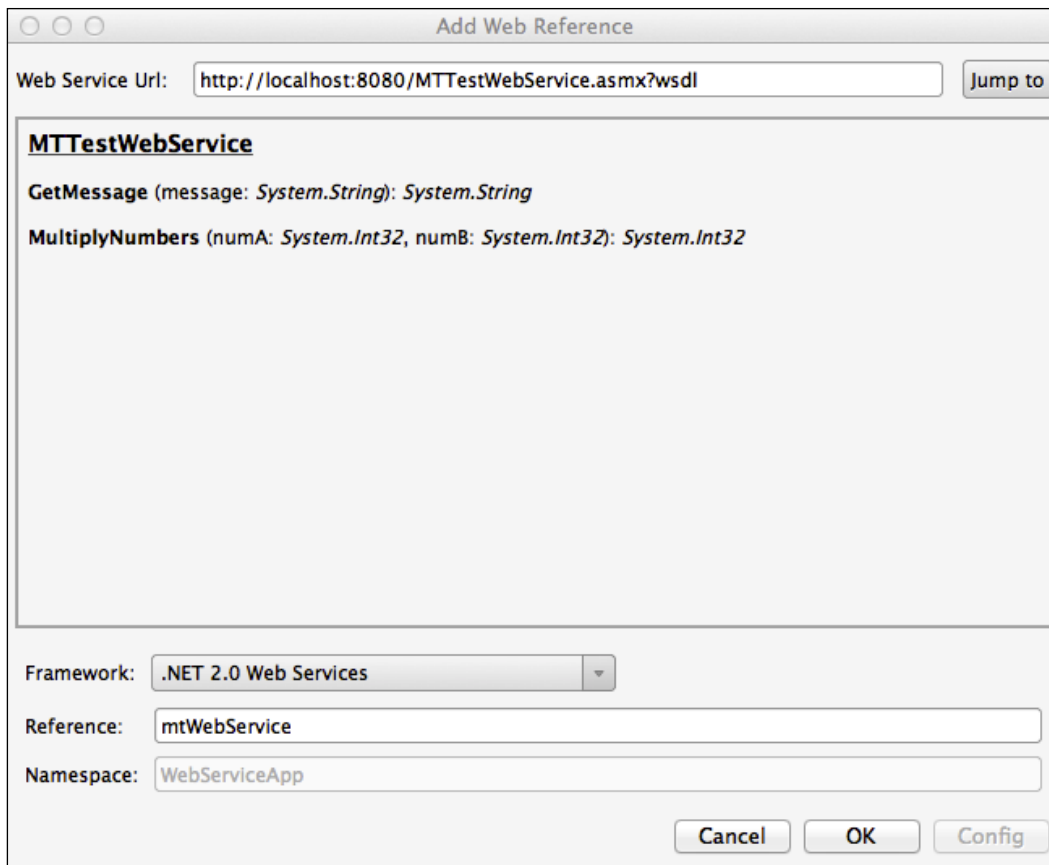 Add Web Reference
Web Service Url: http://localhost:8080/MTTestWebService.asmx?wsdl Jump to
MTTestWebService
GetMessage (message: System.String): System.String
MultiplyNumbers (numA: System.Int32, numB: System.Int32): System.Int32
Framework: .NET 2.0 Web Services
Reference: mtWebService
Namespace: WebServiceApp
Cancel OK Config